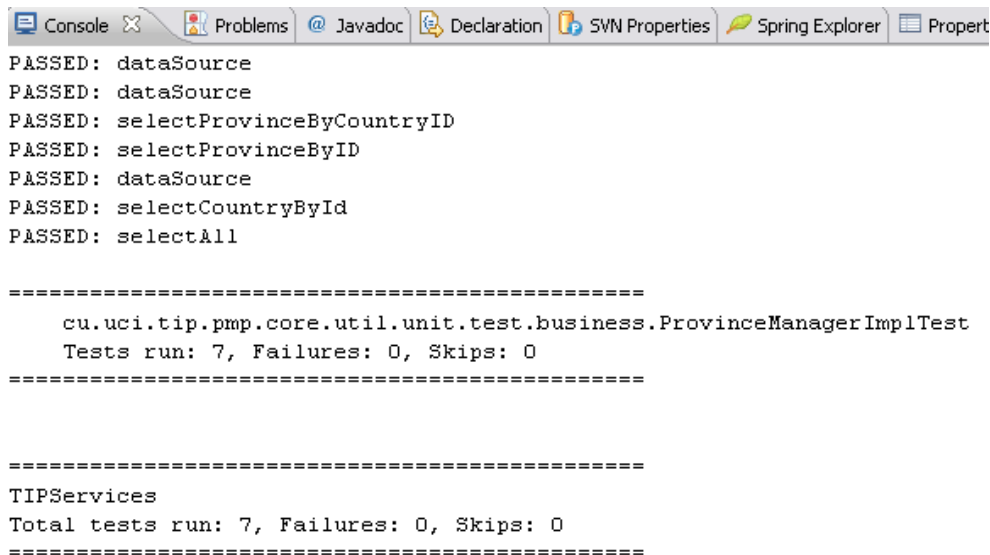 Console Problems @ Javadoc Declaration SVN Properties Spring Explorer Propert
PASSED: dataSource
PASSED: dataSource
PASSED: selectProvinceByCountryID
PASSED: selectProvinceByID
PASSED: dataSource
PASSED: selectCountryById
PASSED: selectAll
===============================================
cu.uci.tip.pmp.core.util.unit.test.business.ProvinceManagerImplTest
Tests run: 7, Failures: 0, Skips: 0
===============================================
===============================================
TIPServices
Total tests run: 7, Failures: 0, Skips: 0
===============================================